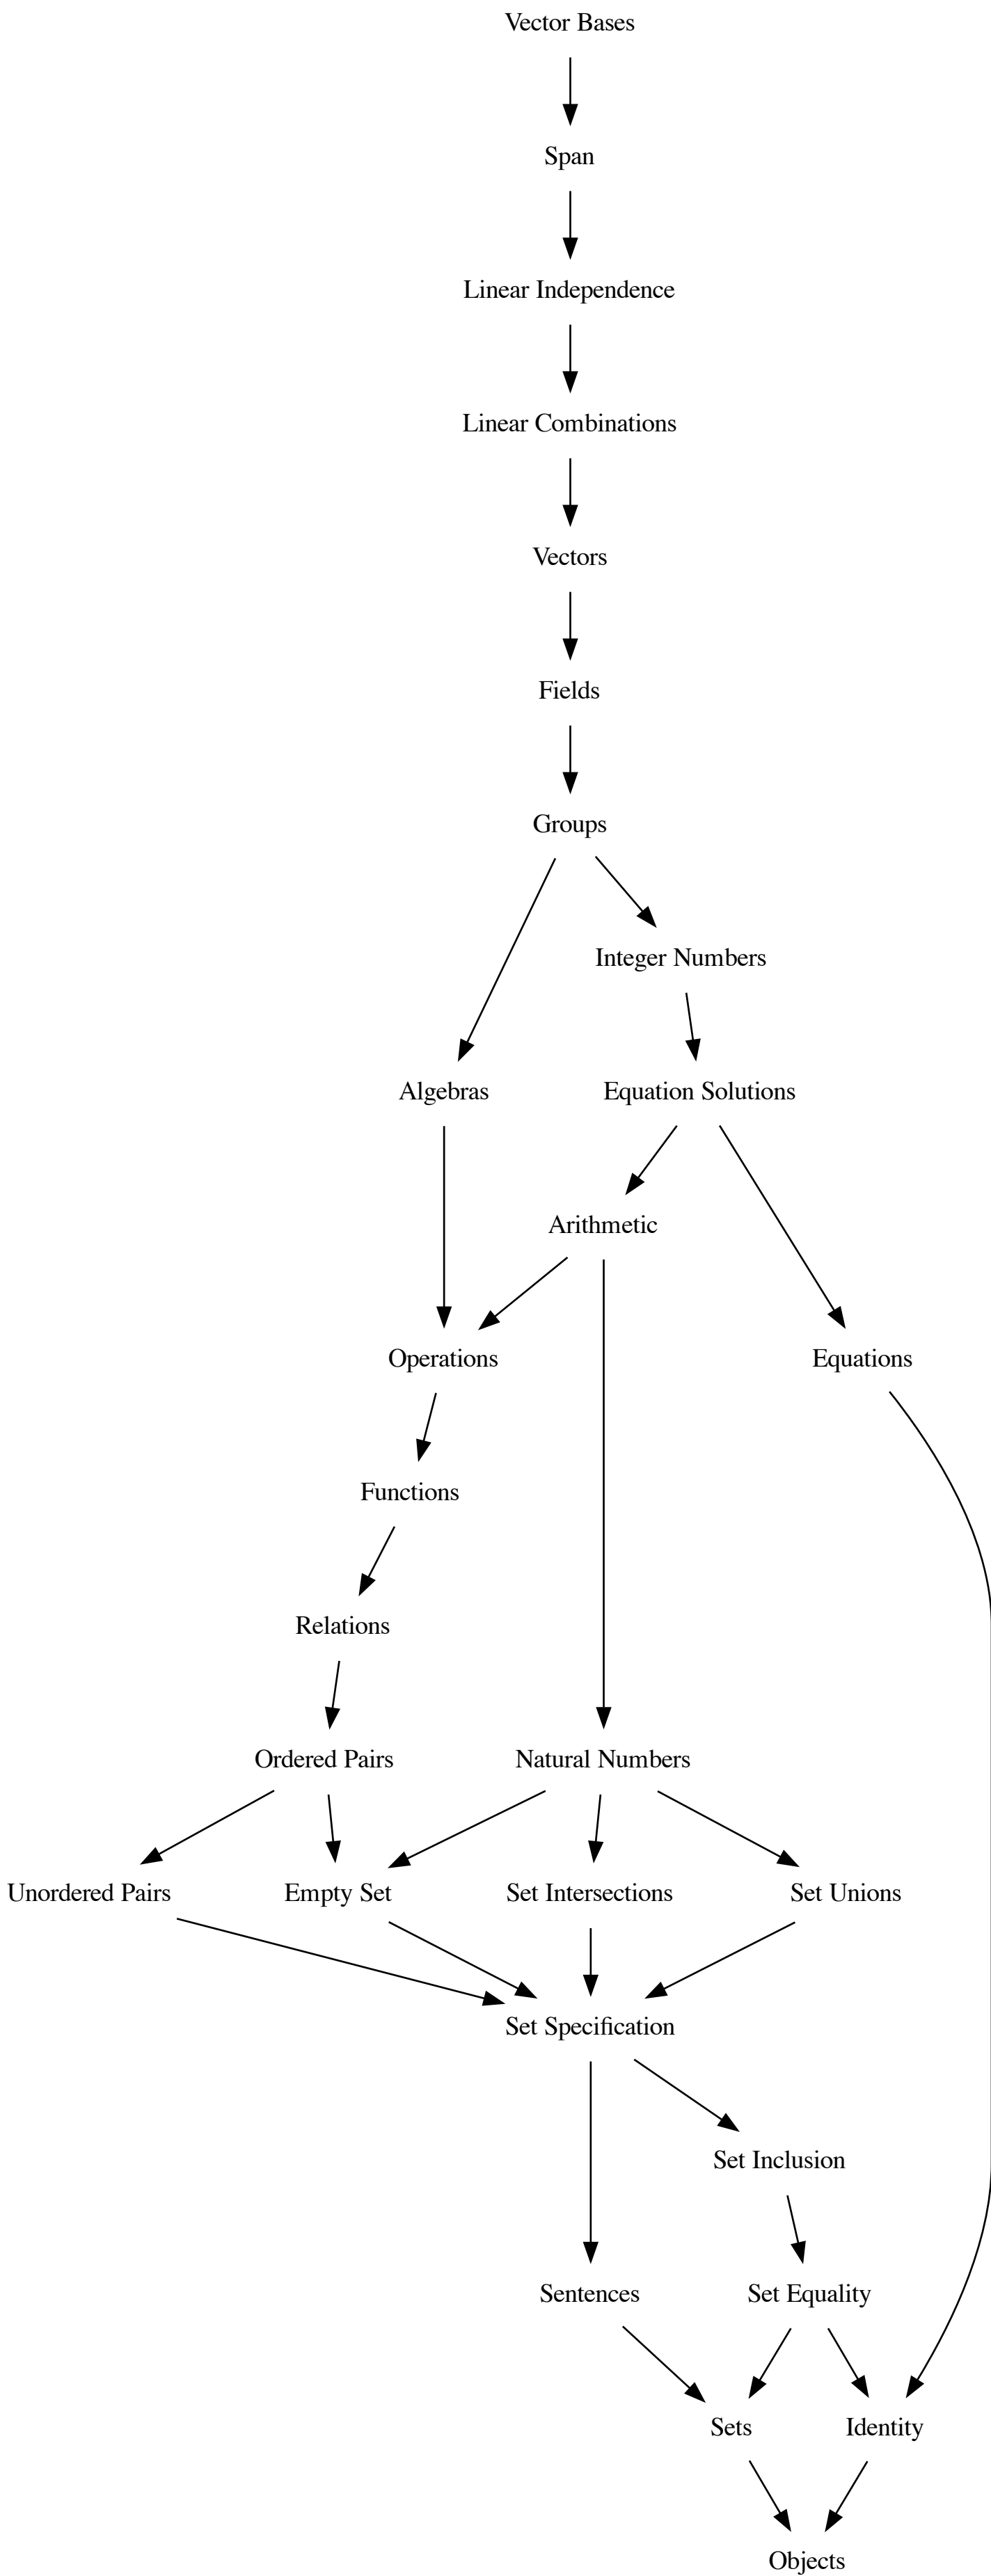 Vector Bases
Span
Linear Independence
Linear Combinations
Vectors
Fields
Groups
Integer Numbers
Algebras
Equation Solutions
Arithmetic
Operations
Equations
Functions
Relations
Ordered Pairs
Natural Numbers
Unordered Pairs
Empty Set
Set Intersections
Set Unions
Set Specification
Set Inclusion
Sentences
Set Equality
Sets
Identity
Objects